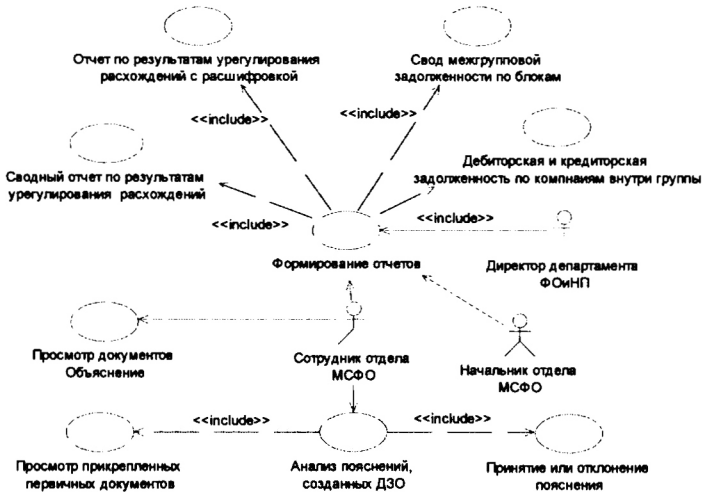 Отчет по результатам урегулирования
расхождений с расшифровкой
Свод межгрупповой
задолженности по блокам
<<include>>
<<include>>
Сводный отчет по результатам
урегулирования расхождений
Дебиторская и кредиторская
задолженность по компнаиям внутри группы
<<include>>
<<include>>
Формирование отчетов
Директор департамента
ФОиНП
Просмотр документов
Объяснение
Сотрудник отдела
МСФО
Начальник отдела
МСФО
<<include>>
<<include>>
Просмотр прикрепленных
первичных документов
Анализ пояснений,
созданных ДЗО
Принятие или отклонение
пояснения